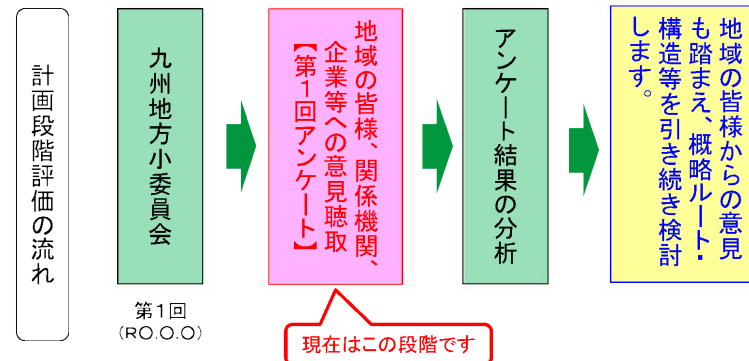 計画段階評価の流れ
九州地方小委員会
第1回
(R0.0.0)
地域の皆様、関係機関、
企業等への意見聴取
【第1回アンケート】
現在はこの段階です
アンケート結果の分析
地域の皆様からの意見
も踏まえ、概略ルート・
構造等を引き続き検討
します。